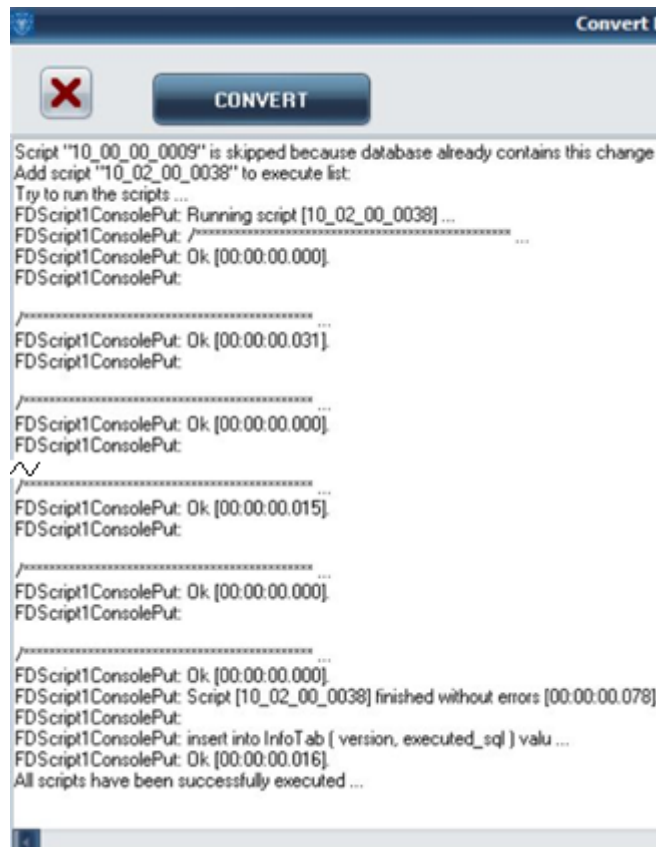 Convert
CONVERT
Script "10_00_00_0009" is skipped because database already contains this change
Add script "10_02_00_0038" to execute list:
Try to run the scripts ...
FDScript1ConsolePut: Running script [10_02_00_0038] ...
FDScript1ConsolePut: /************************************************ ...
FDScript1ConsolePut: Ok [00:00:00.000].
FDScript1ConsolePut:
/******************************************** ...
FDScript1ConsolePut: Ok [00:00:00.031].
FDScript1ConsolePut:
/******************************************** ...
FDScript1ConsolePut: Ok [00:00:00.000].
FDScript1ConsolePut:
/******************************************** ...
FDScript1ConsolePut: Ok [00:00:00.015].
FDScript1ConsolePut:
/******************************************** ...
FDScript1ConsolePut: Ok [00:00:00.000].
FDScript1ConsolePut:
/******************************************** ...
FDScript1ConsolePut: Ok [00:00:00.000].
FDScript1ConsolePut: Script [10_02_00_0038] finished without errors [00:00:00.078]
FDScript1ConsolePut:
FDScript1ConsolePut: insert into InfoTab ( version, executed_sql ) valu ...
FDScript1ConsolePut: Ok [00:00:00.016].
All scripts have been successfully executed ...